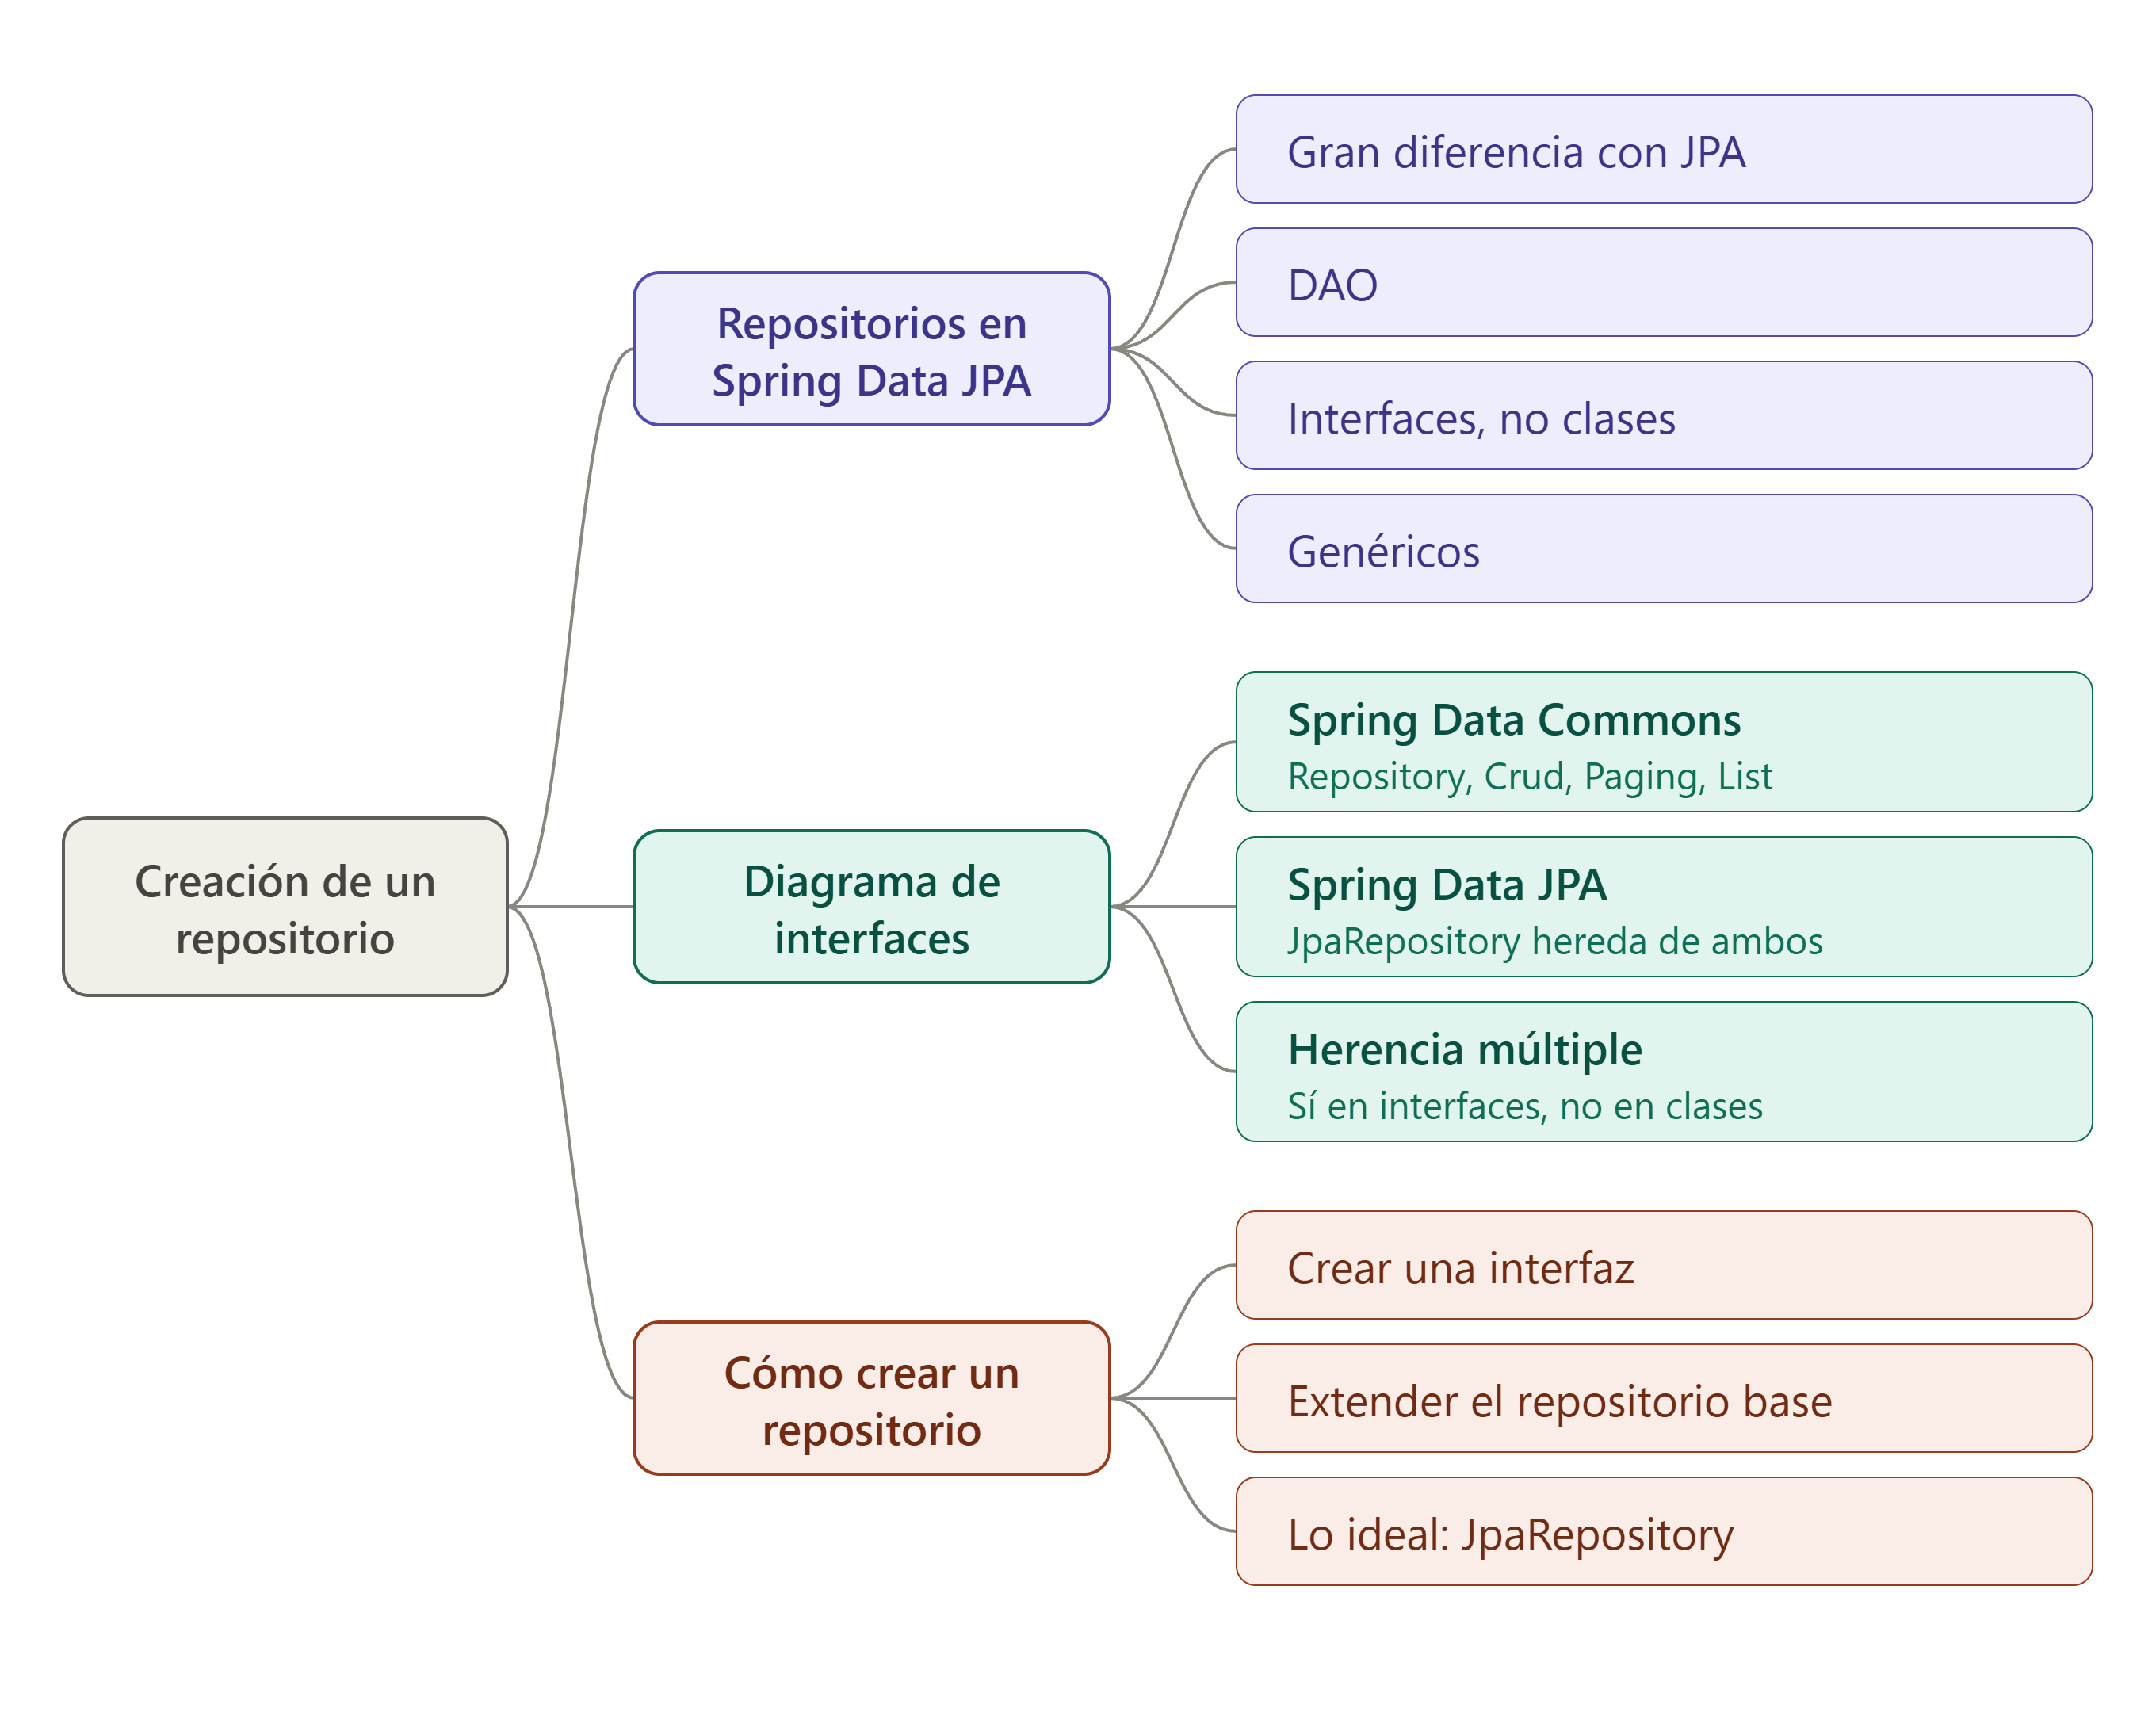 Creación de un
repositorio
Repositorios en
Spring Data JPA
Gran diferencia con JPA
DAO
Interfaces, no clases
Genéricos
Diagrama de
interfaces
Spring Data Commons
Repository, Crud, Paging, List
Spring Data JPA
JpaRepository hereda de ambos
Herencia múltiple
Sí en interfaces, no en clases
Cómo crear un
repositorio
Crear una interfaz
Extender el repositorio base
Lo ideal: JpaRepository